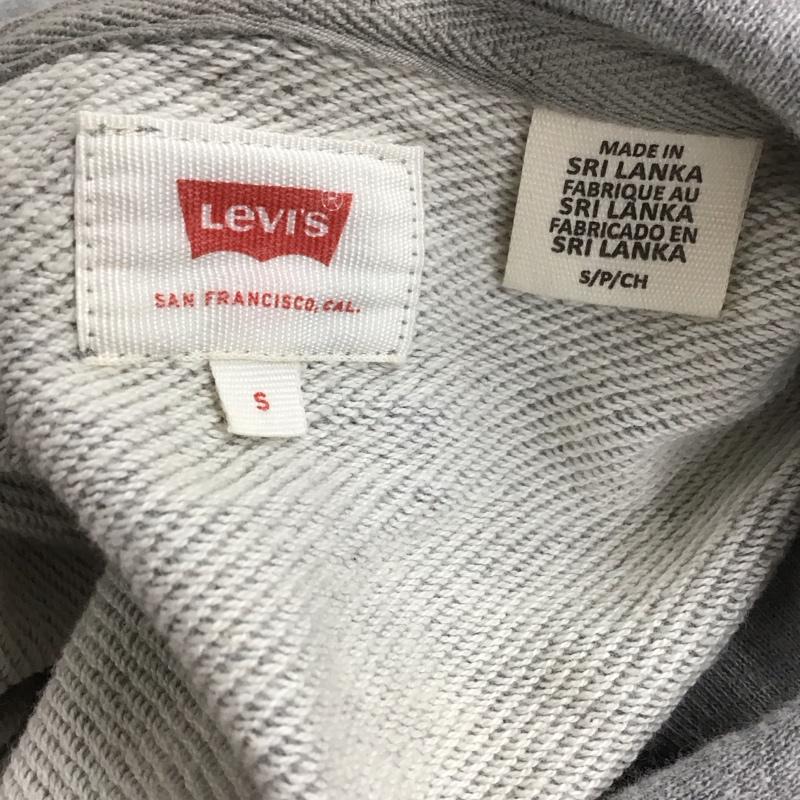 LEVI'S
®
SAN FRANCISCO, CAL.
S
MADE IN
SRI LANKA
FABRIQUE AU
SRI LANKA
FABRICADO EN
SRI LANKA
S/P/CH